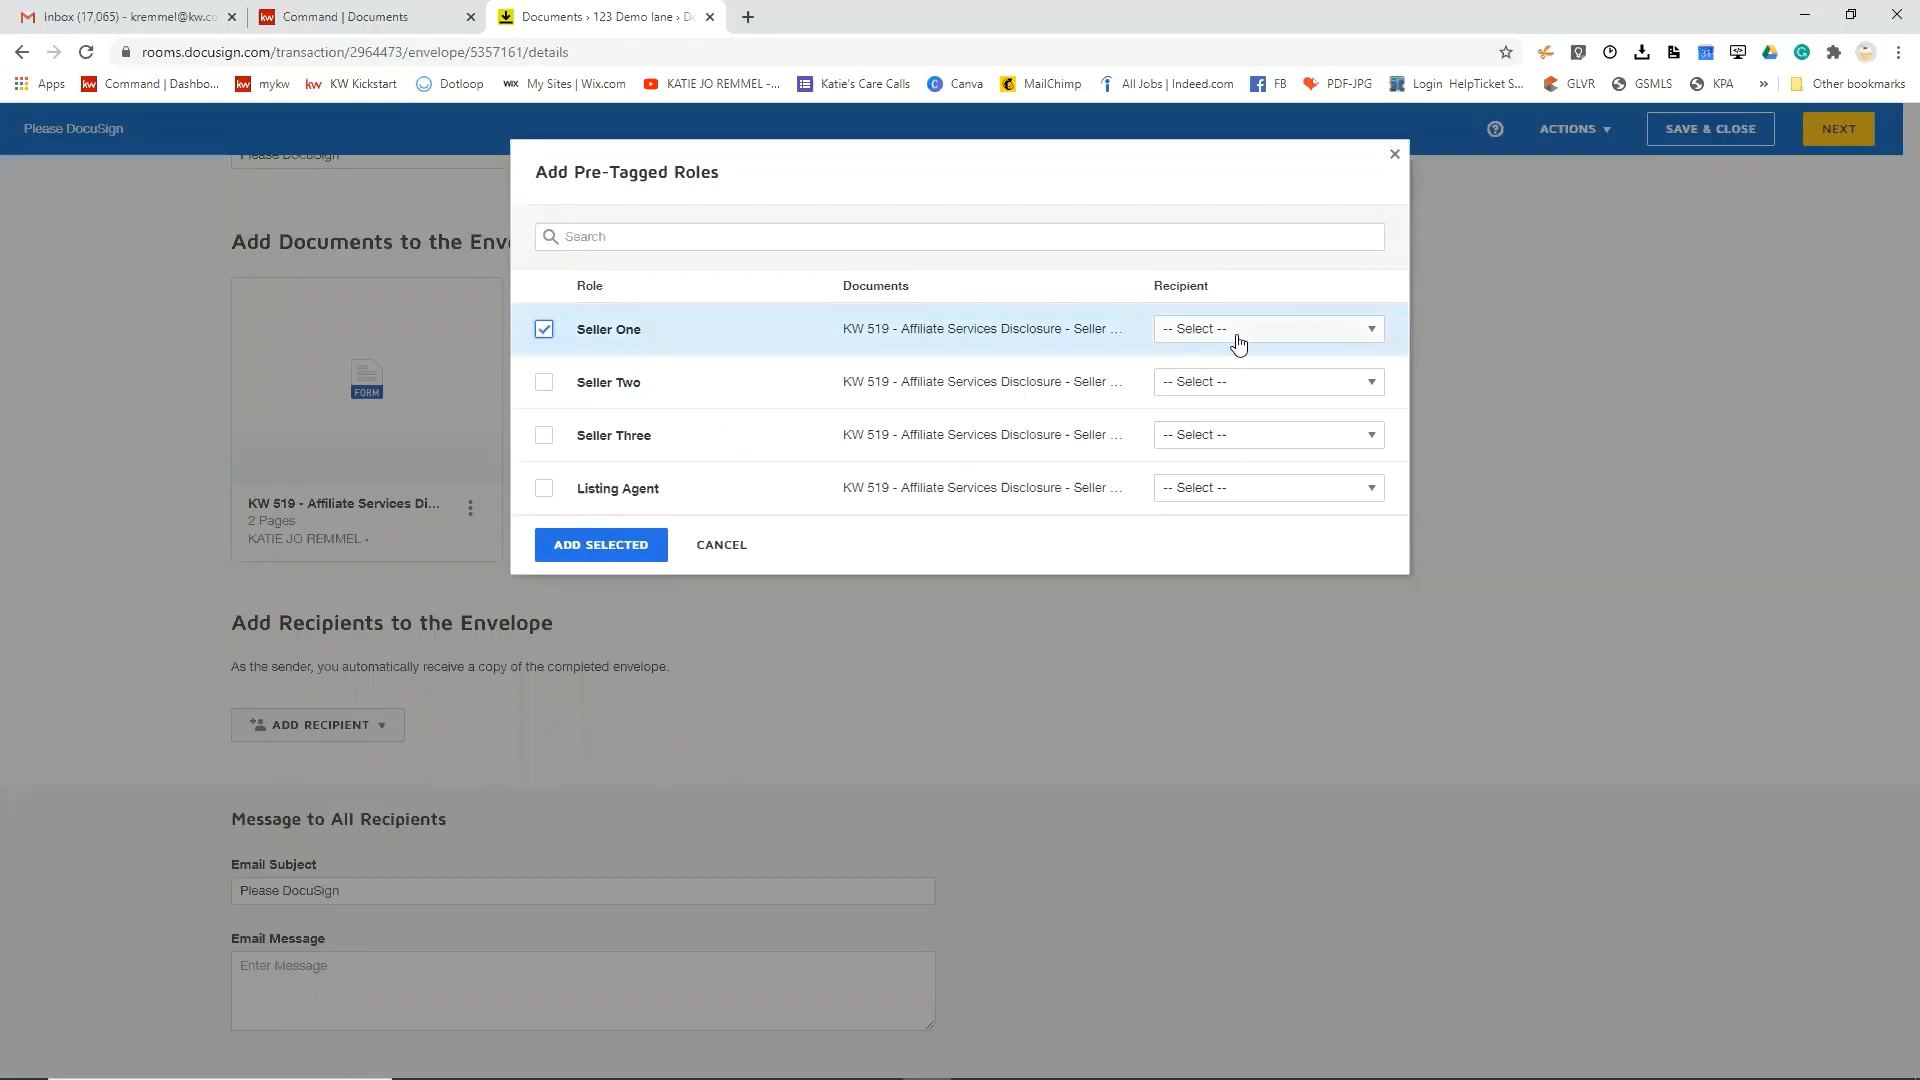 Inbox (17,065) - kremmel@kw.co
Command | Documents
Documents › 123 Demo lane › Do
rooms.docusign.com/transaction/2964473/envelope/5357161/details
Apps
Command | Dashbo...
mykw
KW Kickstart
Dotloop
My Sites | Wix.com
KATIE JO REMMEL -...
Katie's Care Calls
Canva
MailChimp
All Jobs | Indeed.com
FB
PDF-JPG
Login HelpTicket S...
GLVR
GSMLS
KPA
»
Other bookmarks
Please DocuSign
ACTIONS
SAVE & CLOSE
NEXT
Please DocuSign
Add Pre-Tagged Roles
Search
Add Documents to the Env
Role Documents Recipient
Seller One KW 519 - Affiliate Services Disclosure - Seller ... -- Select --
Seller Two KW 519 - Affiliate Services Disclosure - Seller ... -- Select --
Seller Three KW 519 - Affiliate Services Disclosure - Seller ... -- Select --
Listing Agent KW 519 - Affiliate Services Disclosure - Seller ... -- Select --
FORM
KW 519 - Affiliate Services Di...
2 Pages
KATIE JO REMMEL -
ADD SELECTED
CANCEL
Add Recipients to the Envelope
As the sender, you automatically receive a copy of the completed envelope.
ADD RECIPIENT
Message to All Recipients
Email Subject
Please DocuSign
Email Message
Enter Message